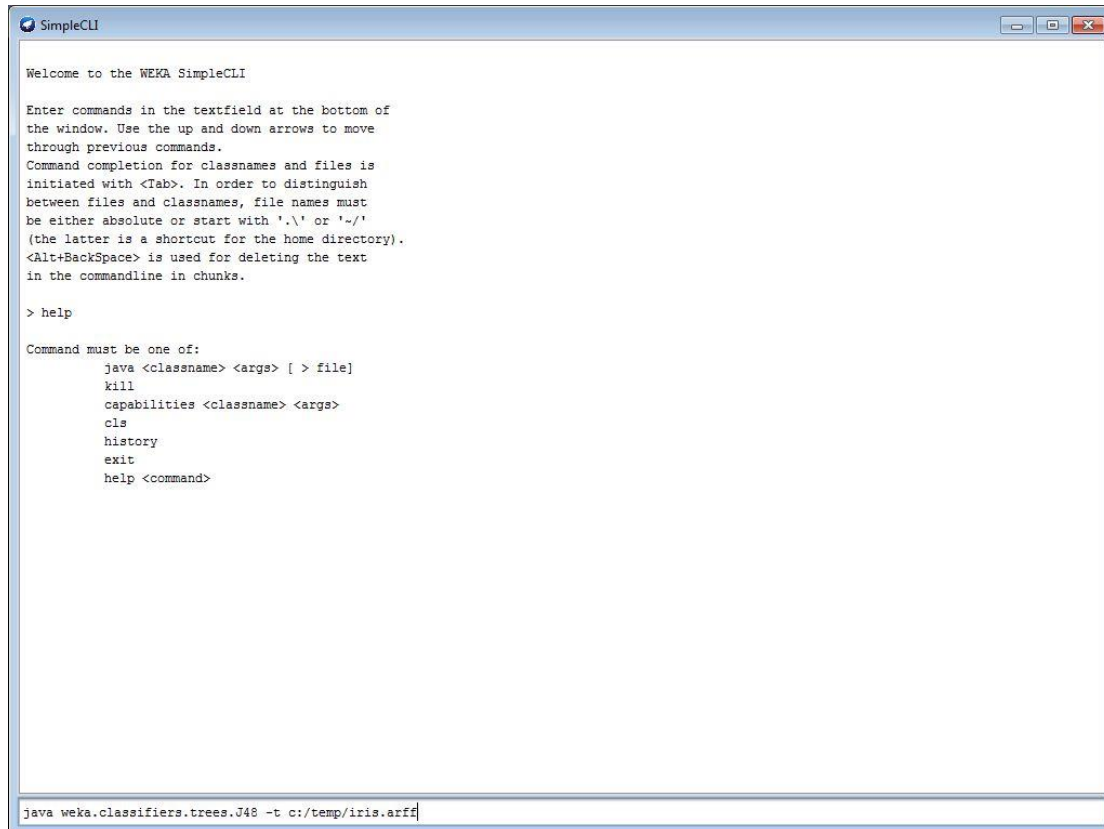 SimpleCLI
Welcome to the WEKA SimpleCLI
Enter commands in the textfield at the bottom of
the window. Use the up and down arrows to move
through previous commands.
Command completion for classnames and files is
initiated with <Tab>. In order to distinguish
between files and classnames, file names must
be either absolute or start with '.\' or '~/'
(the latter is a shortcut for the home directory).
<Alt+BackSpace> is used for deleting the text
in the commandline in chunks.
> help
Command must be one of:
java <classname> <args> [ > file]
kill
capabilities <classname> <args>
cls
history
exit
help <command>
java weka.classifiers.trees.J48 -t c:/temp/iris.arff